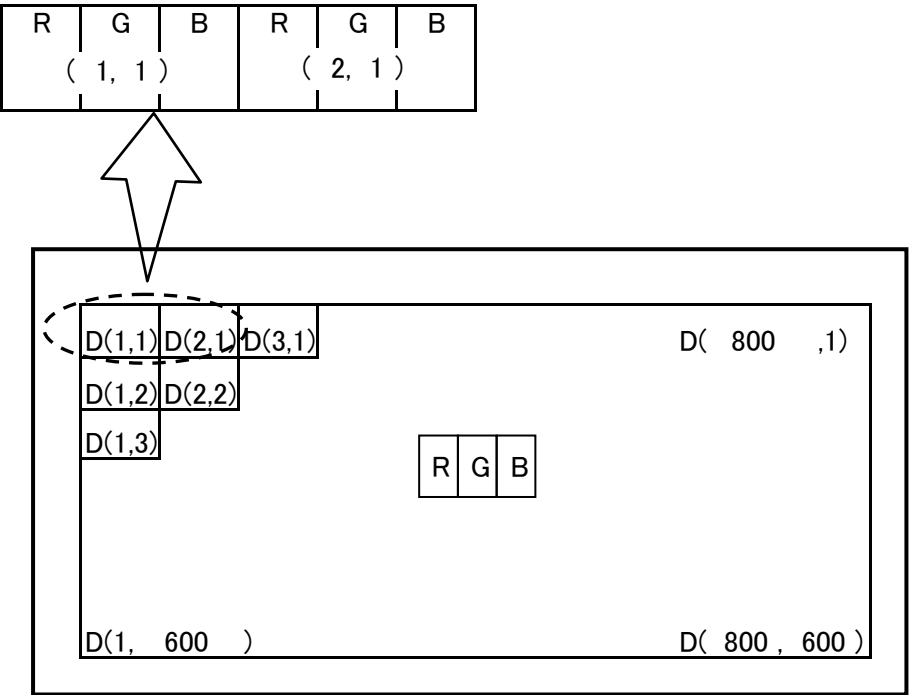 R G B R G B
( 1, 1 ) ( 2, 1 )
D(1,1) D(2,1) D(3,1) D( 800 ,1)
D(1,2) D(2,2)
D(1,3)
R G B
D(1, 600 ) D( 800 , 600 )